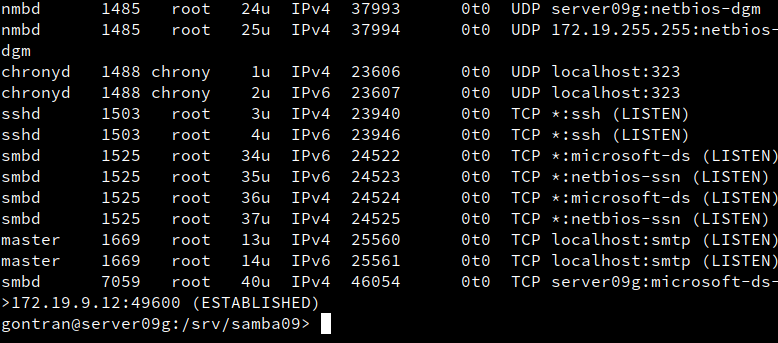 nmbd    1485   root   24u  IPv4  37993        0t0  UDP server09g:netbios-dgm
nmbd    1485   root   25u  IPv4  37994        0t0  UDP 172.19.255.255:netbios-
dgm
chronyd   1488 chrony    1u  IPv4  23606        0t0  UDP localhost:323
chronyd   1488 chrony    2u  IPv6  23607        0t0  UDP localhost:323
sshd      1503   root    3u  IPv4  23940        0t0  TCP *:ssh (LISTEN)
sshd      1503   root    4u  IPv6  23946        0t0  TCP *:ssh (LISTEN)
smbd      1525   root   34u  IPv6  24522        0t0  TCP *:microsoft-ds (LISTEN)
smbd      1525   root   35u  IPv6  24523        0t0  TCP *:netbios-ssn (LISTEN)
smbd      1525   root   36u  IPv4  24524        0t0  TCP *:microsoft-ds (LISTEN)
smbd      1525   root   37u  IPv4  24525        0t0  TCP *:netbios-ssn (LISTEN)
master    1669   root   13u  IPv4  25560        0t0  TCP localhost:smtp (LISTEN)
master    1669   root   14u  IPv6  25561        0t0  TCP localhost:smtp (LISTEN)
smbd      7059   root   40u  IPv4  46054        0t0  TCP server09g:microsoft-ds-
>172.19.9.12:49600 (ESTABLISHED)
gontran@server09g:/srv/samba09>